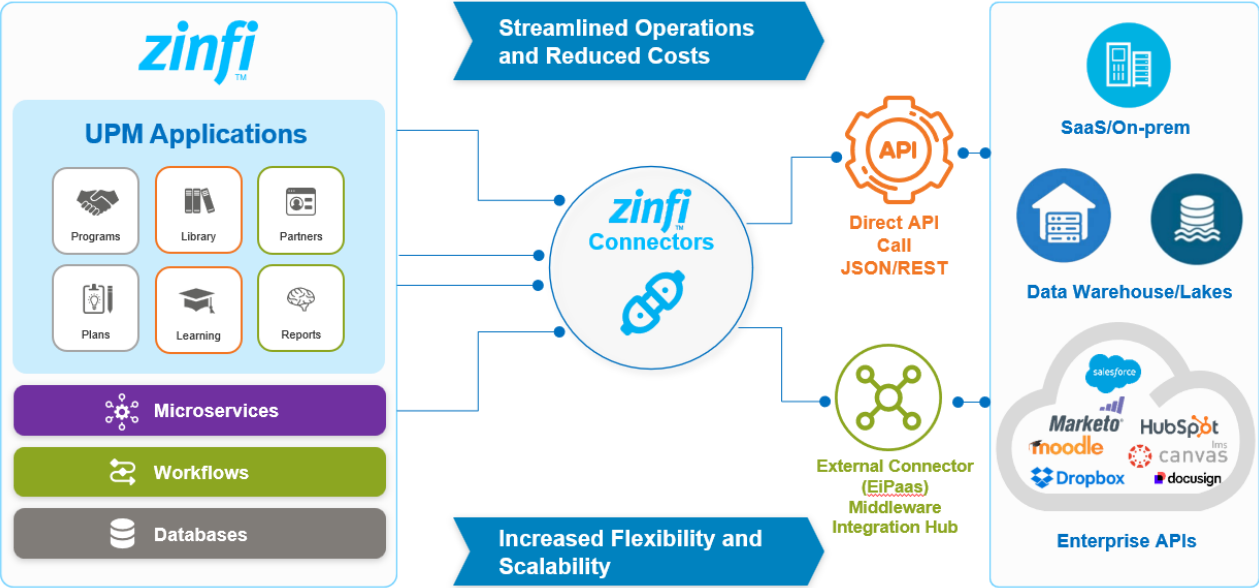 zinfi
TM
UPM Applications
Programs
Library
Partners
Plans
Learning
Reports
Microservices
Workflows
Databases
Streamlined Operations
and Reduced Costs
zinfi
TM
Connectors
API
Direct API
Call
JSON/REST
External Connector
(EiPaas)
Middleware
Integration Hub
Increased Flexibility and
Scalability
SaaS/On-prem
Data Warehouse/Lakes
salesforce
Marketo
HubSpot
moodle
lms
canvas
Dropbox
docusign
Enterprise APIs